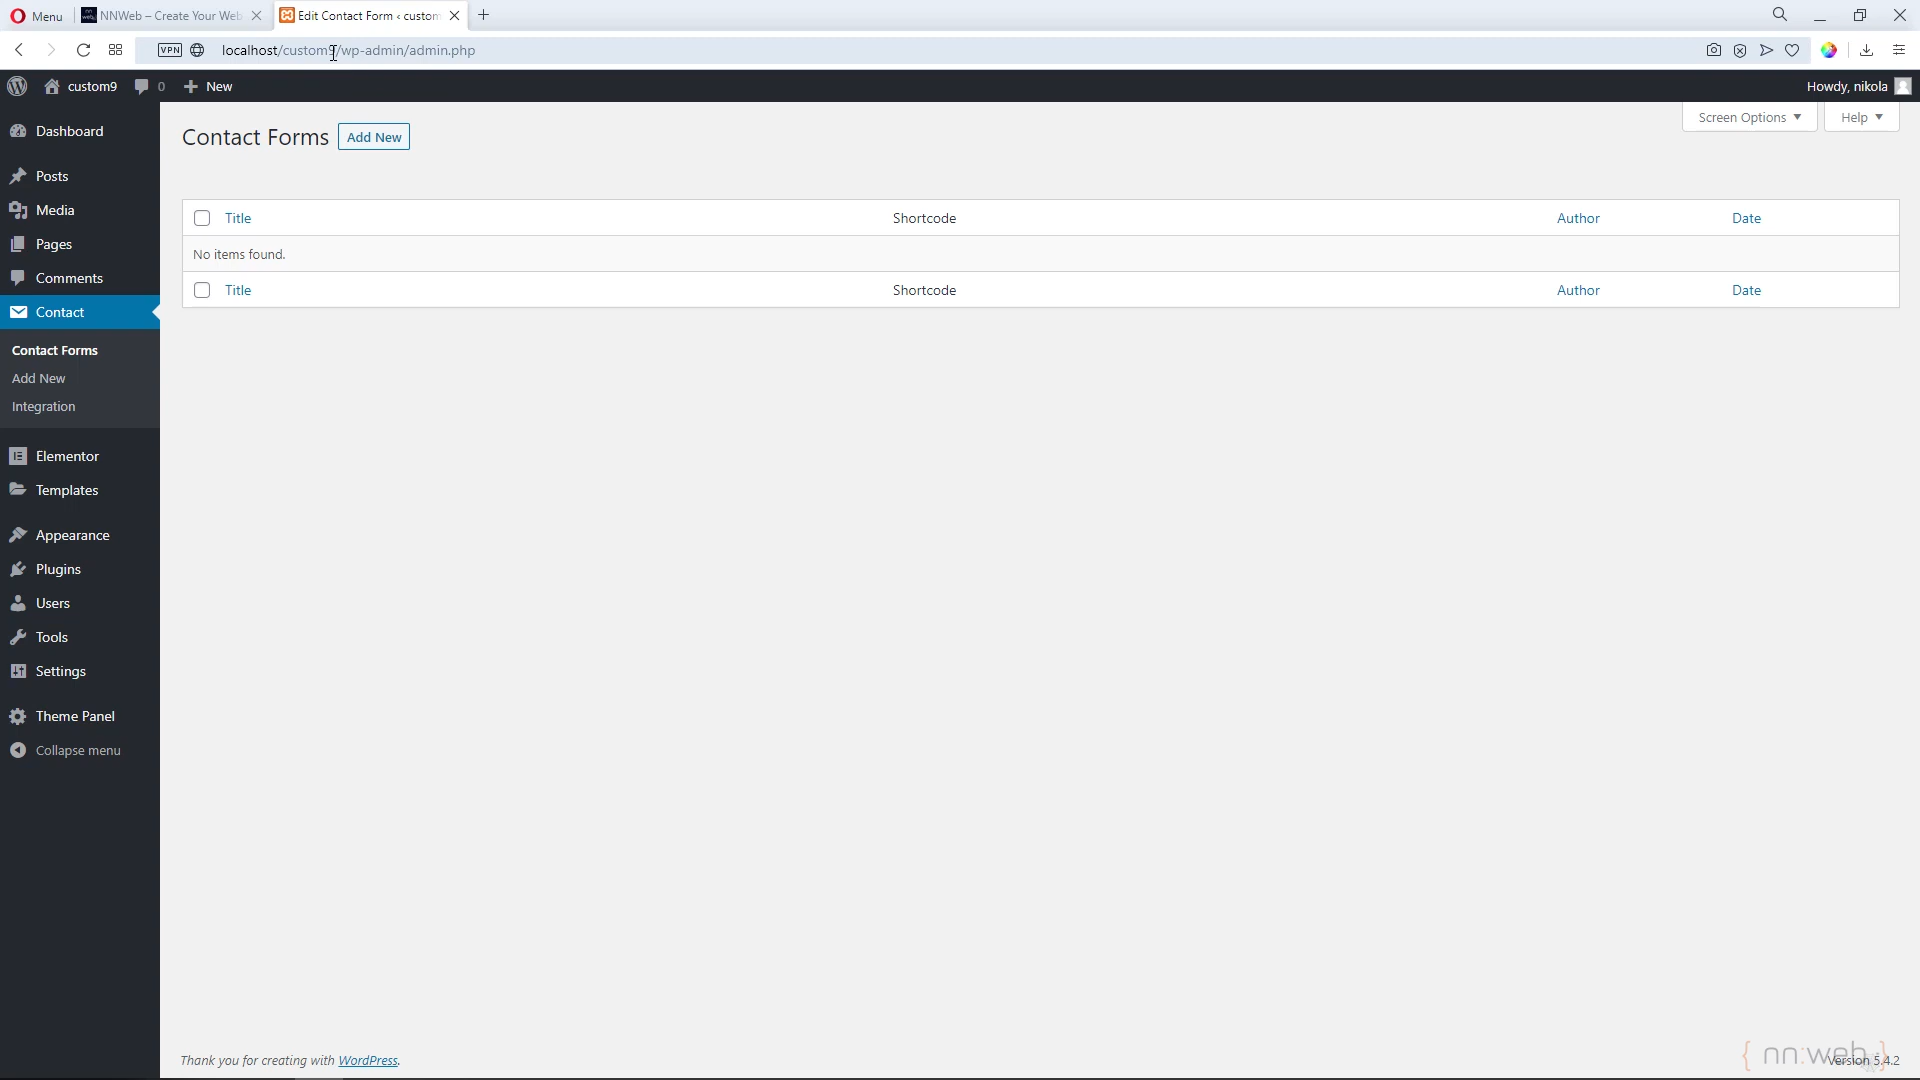 Menu
NNWeb – Create Your Web
Edit Contact Form ‹ custom
VPN
localhost/custom9/wp-admin/admin.php
custom9
0
New
Howdy, nikola
Dashboard
Posts
Media
Pages
Comments
Contact
Contact Forms
Add New
Integration
Elementor
Templates
Appearance
Plugins
Users
Tools
Settings
Theme Panel
Collapse menu
Contact Forms
Add New
Screen Options
Help
Title Shortcode Author Date
No items found.
Title Shortcode Author Date
Thank you for creating with WordPress.
{ nn:web }
Version 5.4.2